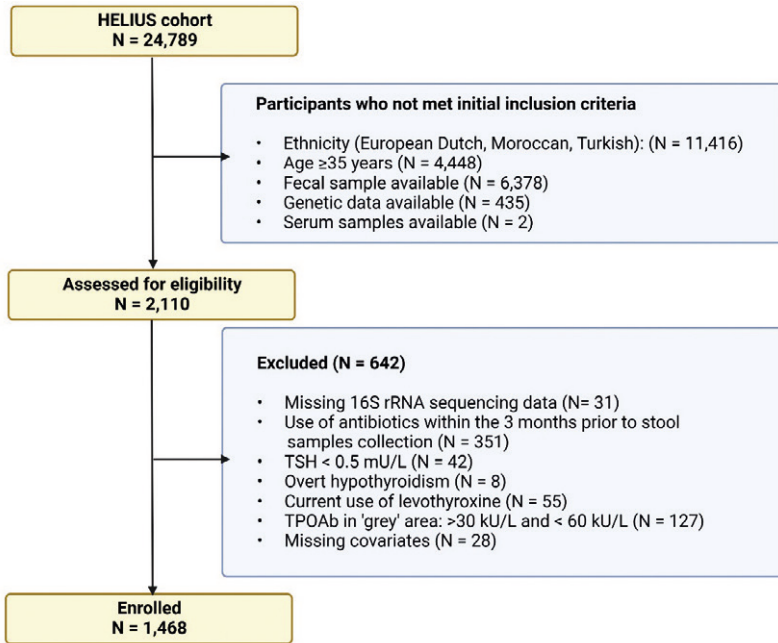 HELIUS cohort
N = 24,789
Participants who not met initial inclusion criteria
• Ethnicity (European Dutch, Moroccan, Turkish): (N = 11,416)
• Age ≥35 years (N = 4,448)
• Fecal sample available (N = 6,378)
• Genetic data available (N = 435)
• Serum samples available (N = 2)
Assessed for eligibility
N = 2,110
Excluded (N = 642)
• Missing 16S rRNA sequencing data (N= 31)
• Use of antibiotics within the 3 months prior to stool
samples collection (N = 351)
• TSH < 0.5 mU/L (N = 42)
• Overt hypothyroidism (N = 8)
• Current use of levothyroxine (N = 55)
• TPOAb in 'grey' area: >30 kU/L and < 60 kU/L (N = 127)
• Missing covariates (N = 28)
Enrolled
N = 1,468